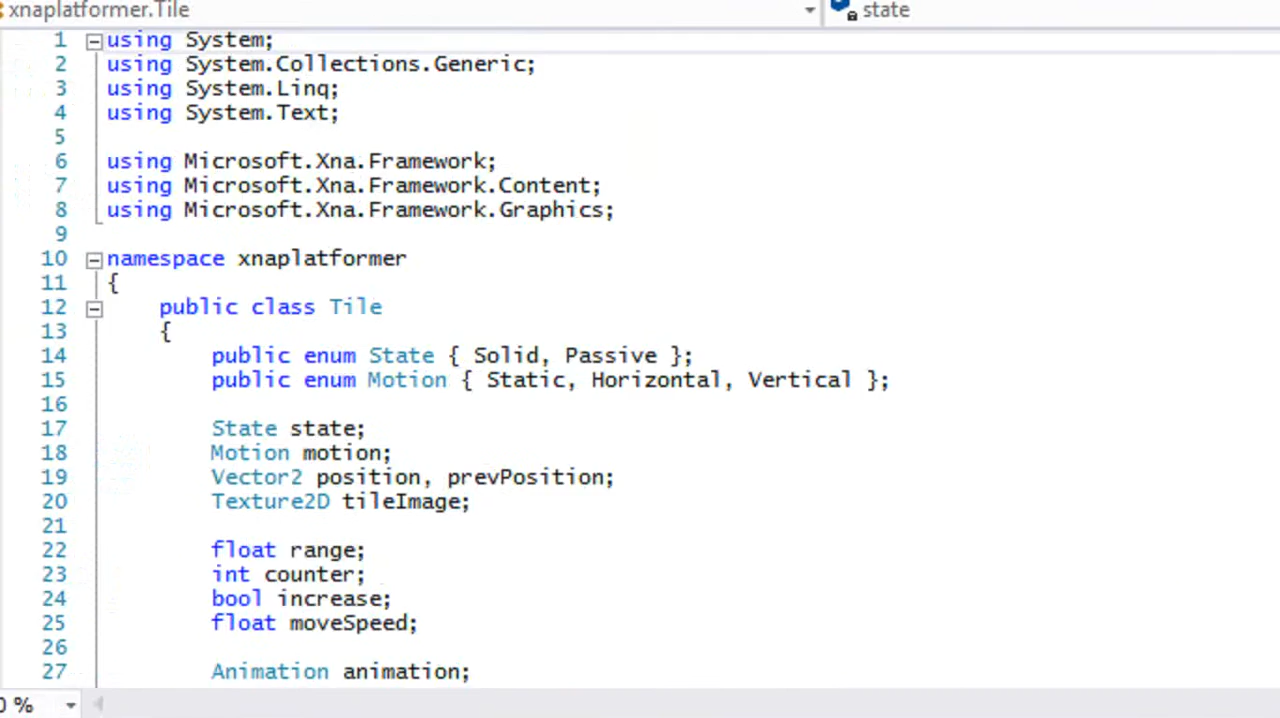 xnaplatformer.Tile state
1 using System;
2 using System.Collections.Generic;
3 using System.Linq;
4 using System.Text;
5
6 using Microsoft.Xna.Framework;
7 using Microsoft.Xna.Framework.Content;
8 using Microsoft.Xna.Framework.Graphics;
9
10 namespace xnaplatformer
11 {
12 public class Tile
13 {
14 public enum State { Solid, Passive };
15 public enum Motion { Static, Horizontal, Vertical };
16
17 State state;
18 Motion motion;
19 Vector2 position, prevPosition;
20 Texture2D tileImage;
21
22 float range;
23 int counter;
24 bool increase;
25 float moveSpeed;
26
27 Animation animation;
0 %